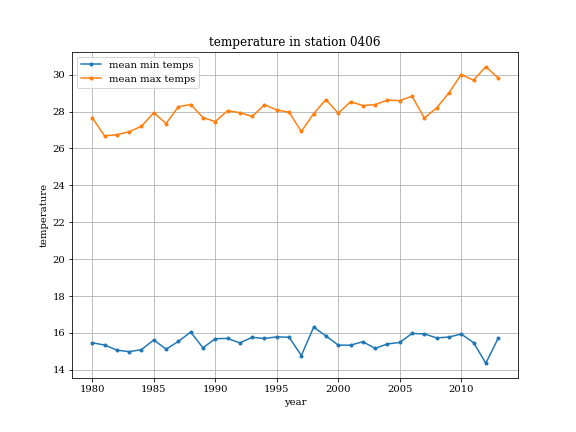 temperature in station 0406
mean min temps
mean max temps
30
28
26
24
22
20
18
16
14
temperature
1980 1985 1990 1995 2000 2005 2010
year